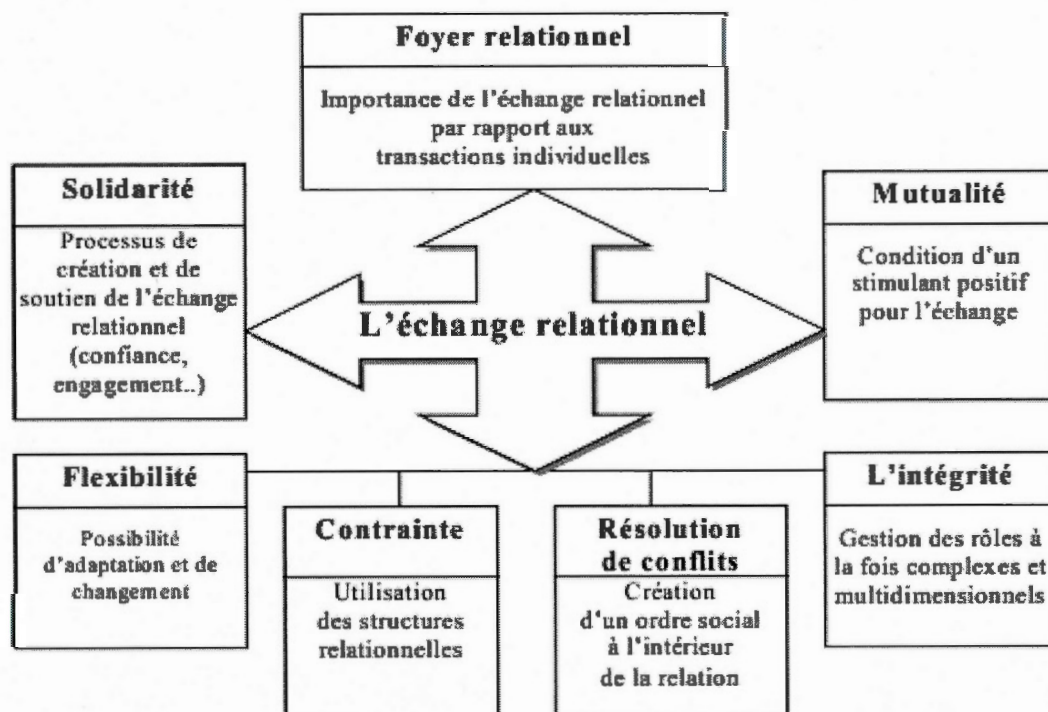 Foyer relationnel
Importance de l'échange relationnel
par rapport aux
transactions individuelles
Solidarité
Processus de
création et de
soutien de l'échange
relationnel
(confiance,
engagement..)
L'échange relationnel
Mutualité
Condition d'un
stimulant positif
pour l'échange
Flexibilité
Possibilité
d'adaptation et de
changement
Contrainte
Utilisation
des structures
relationnelles
Résolution
de conflits
Création
d'un ordre social
à l'intérieur
de la relation
L'intégrité
Gestion des rôles à
la fois complexes et
multidimensionnels